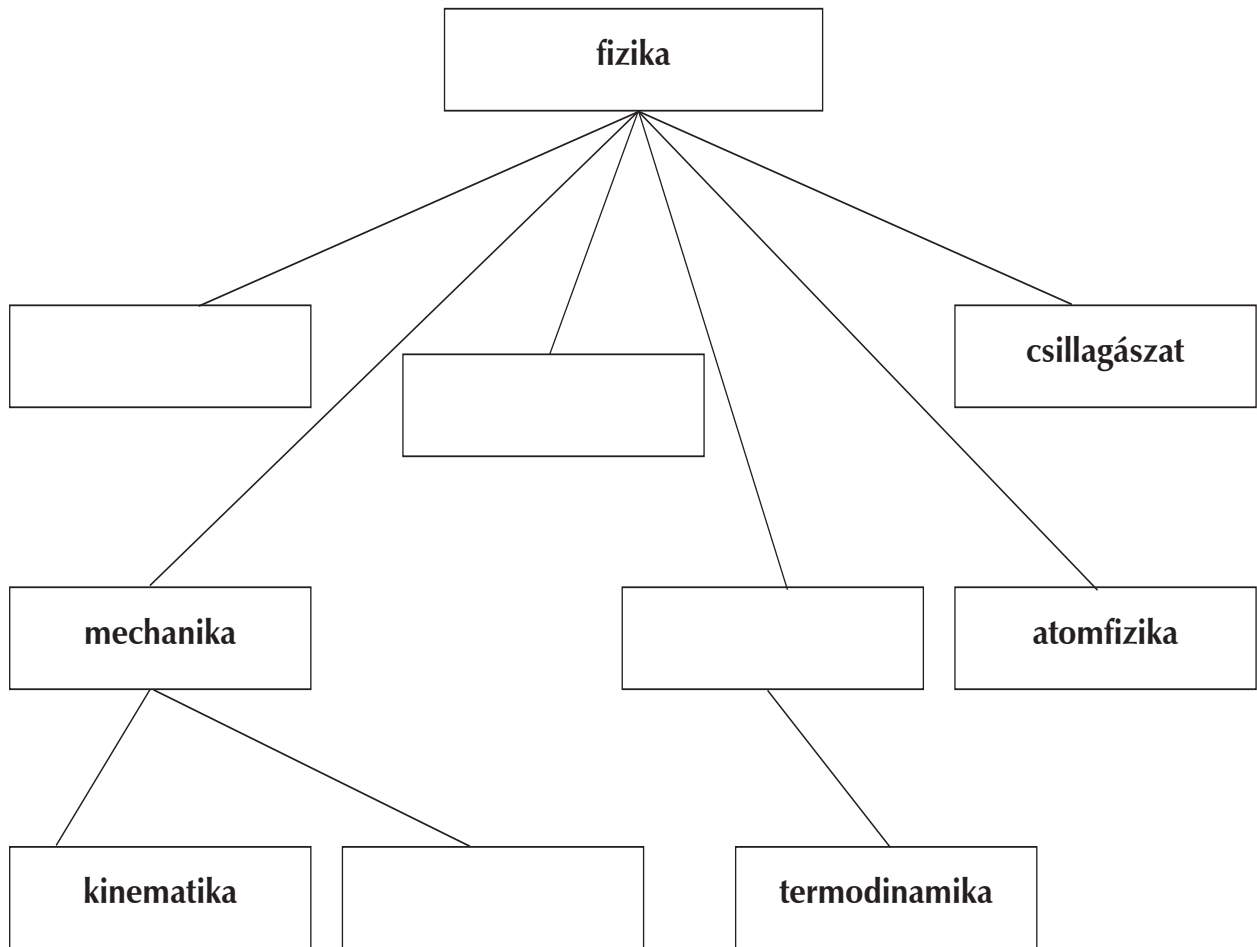 fizika
csillagászat
mechanika
atomfizika
kinematika
termodinamika